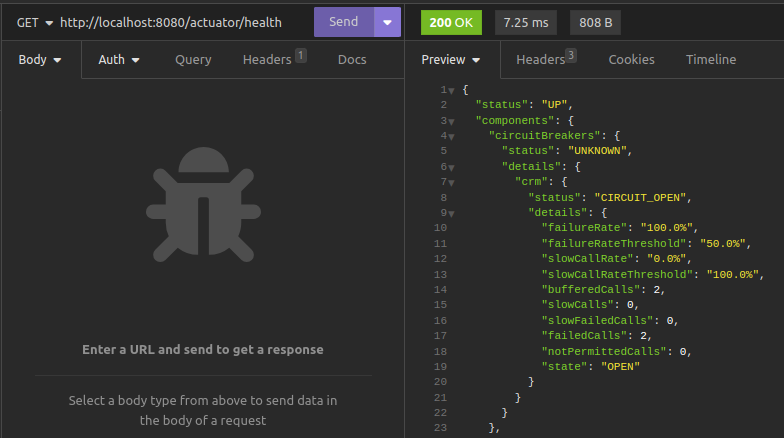 GET http://localhost:8080/actuator/health Send
200 OK 7.25 ms 808 B
Body Auth Query Headers 1 Docs
Preview Headers 3 Cookies Timeline
Enter a URL and send to get a response
Select a body type from above to send data in
the body of a request
1 {
2 "status": "UP",
3 "components": {
4 "circuitBreakers": {
5 "status": "UNKNOWN",
6 "details": {
7 "crm": {
8 "status": "CIRCUIT_OPEN",
9 "details": {
10 "failureRate": "100.0%",
11 "failureRateThreshold": "50.0%",
12 "slowCallRate": "0.0%",
13 "slowCallRateThreshold": "100.0%",
14 "bufferedCalls": 2,
15 "slowCalls": 0,
16 "slowFailedCalls": 0,
17 "failedCalls": 2,
18 "notPermittedCalls": 0,
19 "state": "OPEN"
20 }
21 }
22 }
23 },